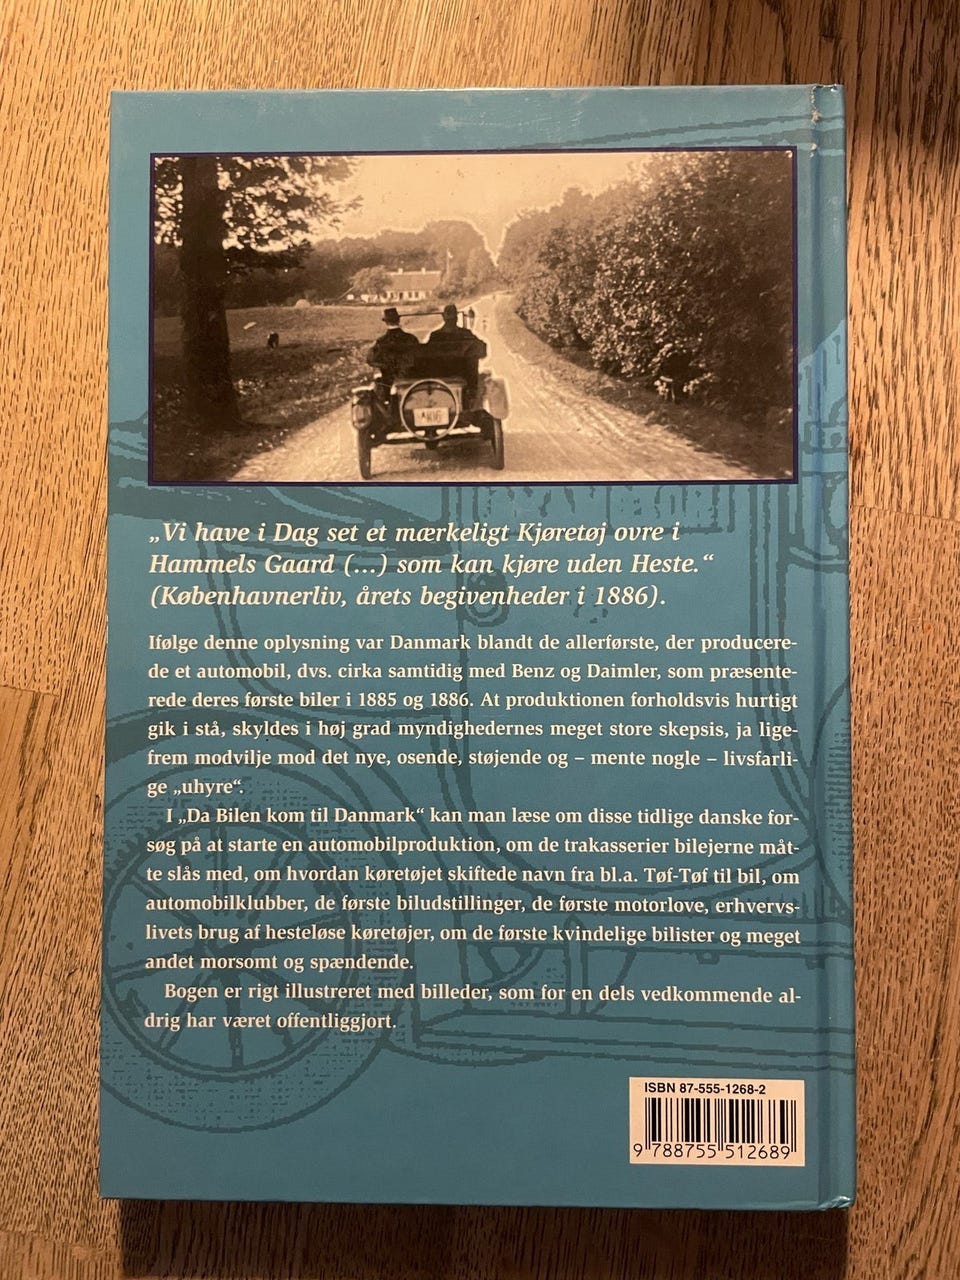 „Vi have i Dag set et mærkeligt Kjøretøj ovre i
Hammels Gaard (...) som kan kjøre uden Heste.“
(Københavnerliv, årets begivenheder i 1886).
Ifølge denne oplysning var Danmark blandt de allerførste, der producere-
de et automobil, dvs. cirka samtidig med Benz og Daimler, som præsente-
rede deres første biler i 1885 og 1886. At produktionen forholdsvis hurtigt
gik i stå, skyldes i høj grad myndighedernes meget store skepsis, ja lige-
frem modvilje mod det nye, osende, støjende og – mente nogle – livsfarli-
ge „uhyre“.
I „Da Bilen kom til Danmark“ kan man læse om disse tidlige danske for-
søg på at starte en automobilproduktion, om de trakasserier bilejerne måt-
te slås med, om hvordan køretøjet skiftede navn fra bl.a. Tøf-Tøf til bil, om
automobilklubber, de første biludstillinger, de første motorlove, erhvervs-
livets brug af hesteløse køretøjer, om de første kvindelige bilister og meget
andet morsomt og spændende.
Bogen er rigt illustreret med billeder, som for en dels vedkommende al-
drig har været offentliggjort.
ISBN 87-555-1268-2
9 788755 512689